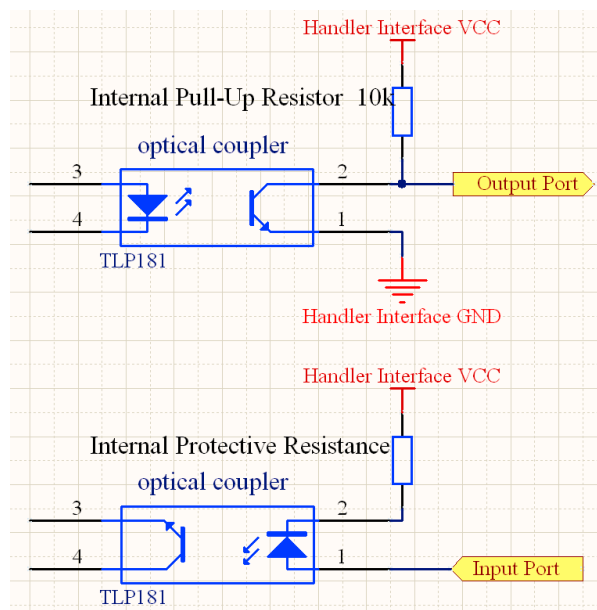 Handler Interface VCC
Internal Pull-Up Resistor 10k
optical coupler
3
2
Output Port
4
1
TLP181
Handler Interface GND
Handler Interface VCC
Internal Protective Resistance
optical coupler
3
2
4
1
Input Port
TLP181